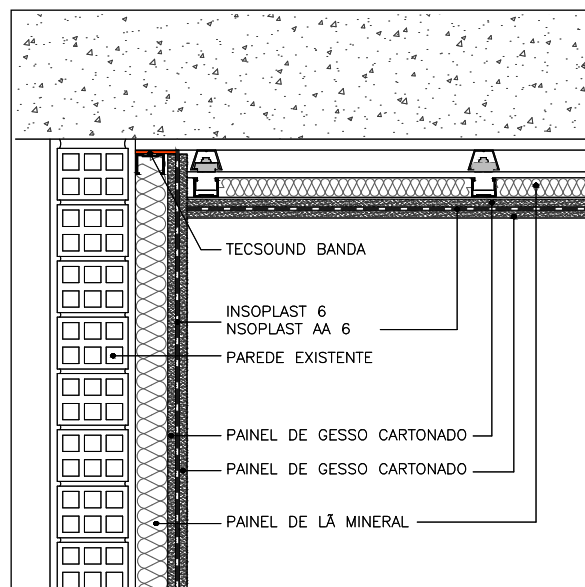 TECSOUND BANDA
INSOPLAST 6
NSOPLAST AA 6
PAREDE EXISTENTE
PAINEL DE GESSO CARTONADO
PAINEL DE GESSO CARTONADO
PAINEL DE LÃ MINERAL